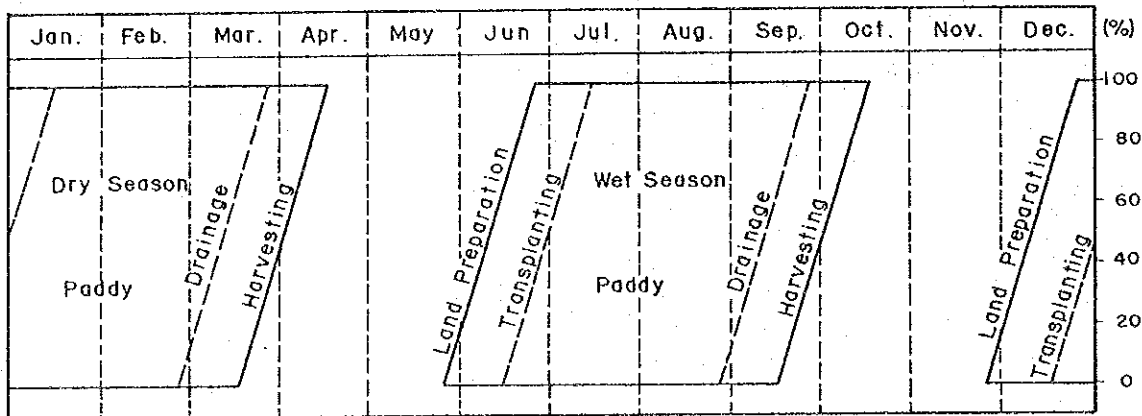 Jan. Feb. Mar. Apr. May Jun Jul. Aug. Sep. Oct. Nov. Dec. (%)
100
80
60
40
20
0
Dry Season
Paddy
Drainage
Harvesting
Land Preparation
Transplanting
Wet Season
Paddy
Drainage
Harvesting
Land Preparation
Transplanting